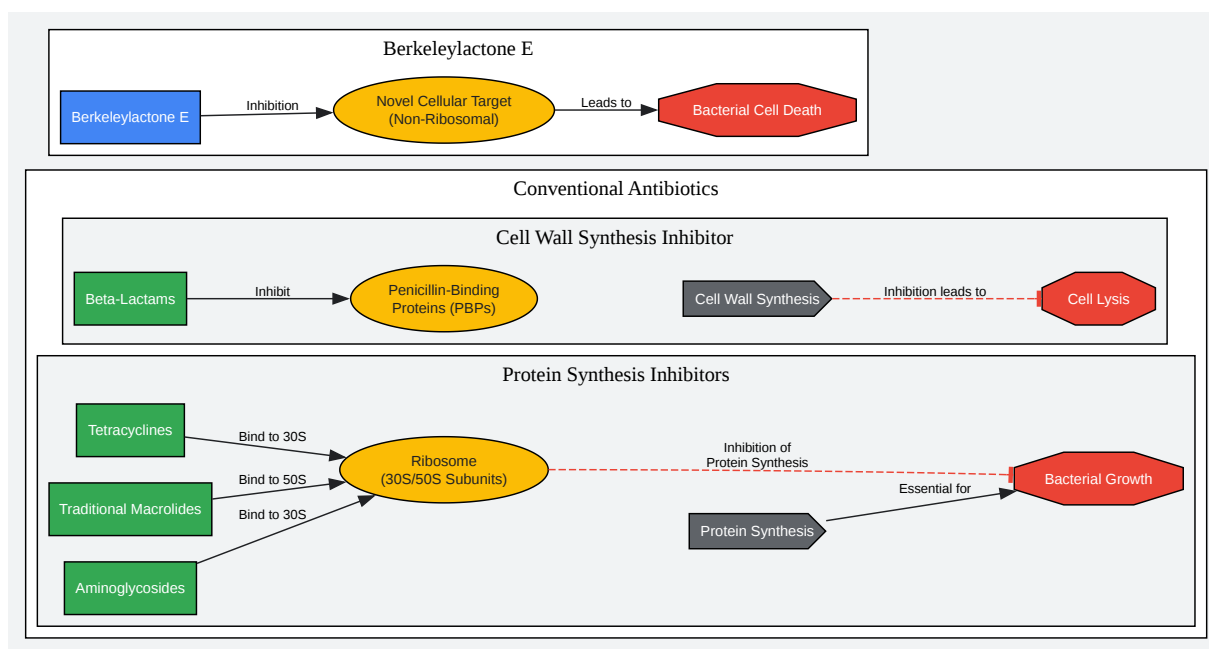 Berkeleylactone E
Berkeleylactone E
Inhibition
Novel Cellular Target
(Non-Ribosomal)
Leads to
Bacterial Cell Death
Conventional Antibiotics
Cell Wall Synthesis Inhibitor
Beta-Lactams
Inhibit
Penicillin-Binding
Proteins (PBPs)
Cell Wall Synthesis
Inhibition leads to
Cell Lysis
Protein Synthesis Inhibitors
Tetracyclines
Bind to 30S
Traditional Macrolides
Bind to 50S
Aminoglycosides
Bind to 30S
Ribosome
(30S/50S Subunits)
Inhibition of
Protein Synthesis
Bacterial Growth
Essential for
Protein Synthesis